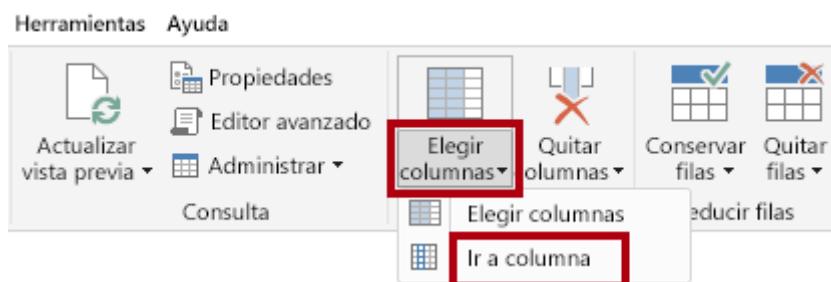 Herramientas Ayuda
Propiedades
Editor avanzado
Administrar
Actualizar
vista previa
Consulta
Elegir
columnas
Quitar
olumnas
Conservar
filas
Quitar
filas
educir filas
Elegir columnas
Ir a columna